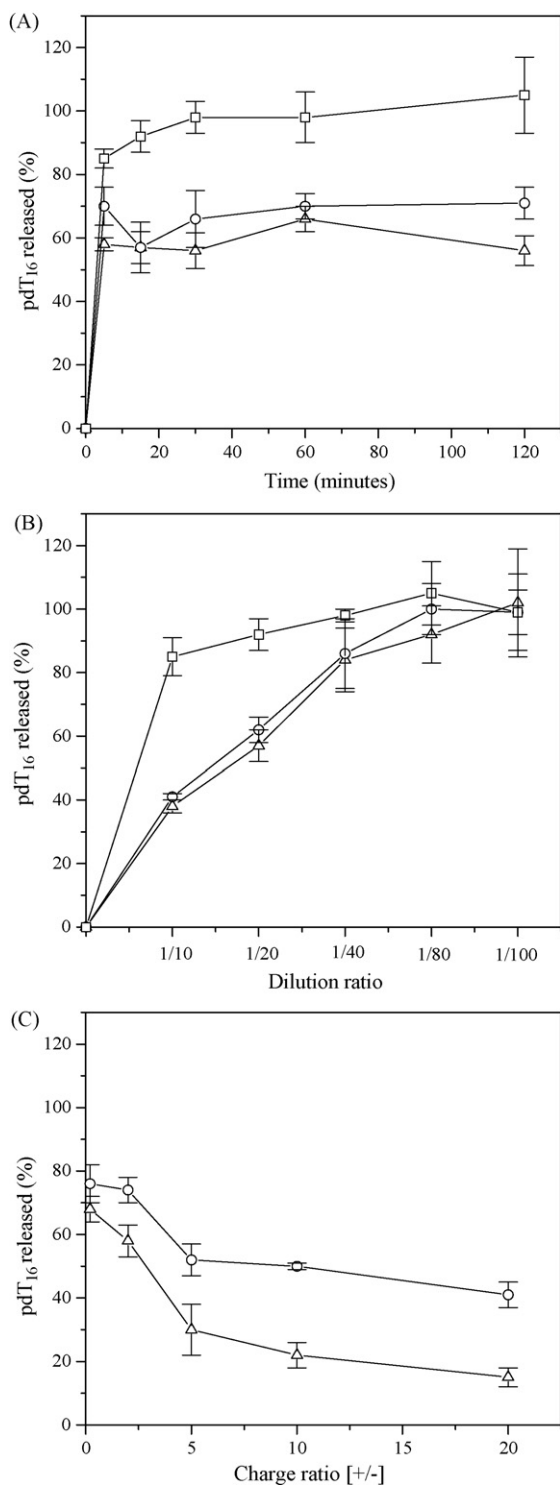 (A)
120
100
80
60
40
20
0
pdT₁₆ released (%)
0 20 40 60 80 100 120
Time (minutes)
(B)
120
100
80
60
40
20
0
pdT₁₆ released (%)
1/10 1/20 1/40 1/80 1/100
Dilution ratio
(C)
120
100
80
60
40
20
0
pdT₁₆ released (%)
0 5 10 15 20
Charge ratio [+/-]